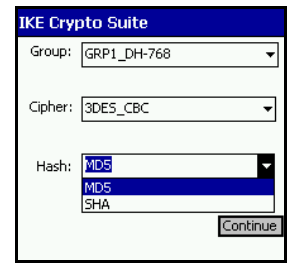 IKE Crypto Suite
Group: GRP1_DH-768
Cipher: 3DES_CBC
Hash: MD5
MD5
SHA
Continue